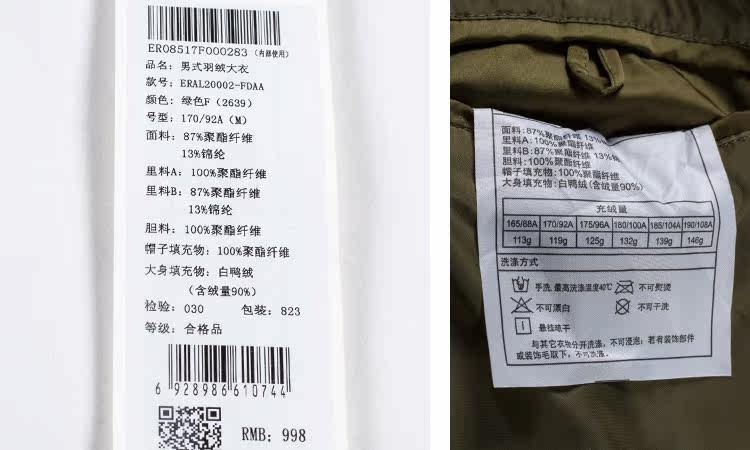 ER08517F000283 (内部使用)
品名: 男式羽绒大衣
款号: ERAL20002-FDAA
颜色: 绿色F (2639)
号型: 170/92A (M)
面料: 87%聚酯纤维
13%锦纶
里料A: 100%聚酯纤维
里料B: 87%聚酯纤维
13%锦纶
胆料: 100%聚酯纤维
帽子填充物: 100%聚酯纤维
大身填充物: 白鸭绒
(含绒量90%)
检验: 030 包装: 823
等级: 合格品
6 928986 610744
RMB: 998
面料: 87%聚酯纤维 13%
里料A: 100%聚酯纤维
里料B: 87%聚酯纤维 13%锦
胆料: 100%聚酯纤维
帽子填充物: 100%聚酯纤维
大身填充物: 白鸭绒(含绒量90%)
充绒量
165/88A 170/92A 175/96A 180/100A 185/104A 190/108A
113g 119g 125g 132g 139g 146g
洗涤方式
手洗, 最高洗涤温度40℃ 不可熨烫
不可漂白 不可干洗
悬挂晾干
与其它衣物分开洗涤, 不可浸泡; 若有装饰部件
或装饰毛取下, 不可洗涤.